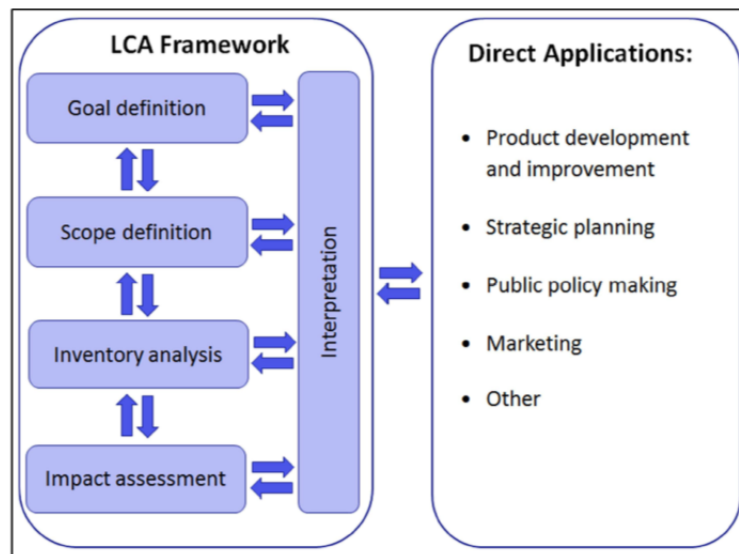 LCA Framework
Goal definition
Scope definition
Inventory analysis
Impact assessment
Interpretation
Direct Applications:
• Product development
and improvement
• Strategic planning
• Public policy making
• Marketing
• Other